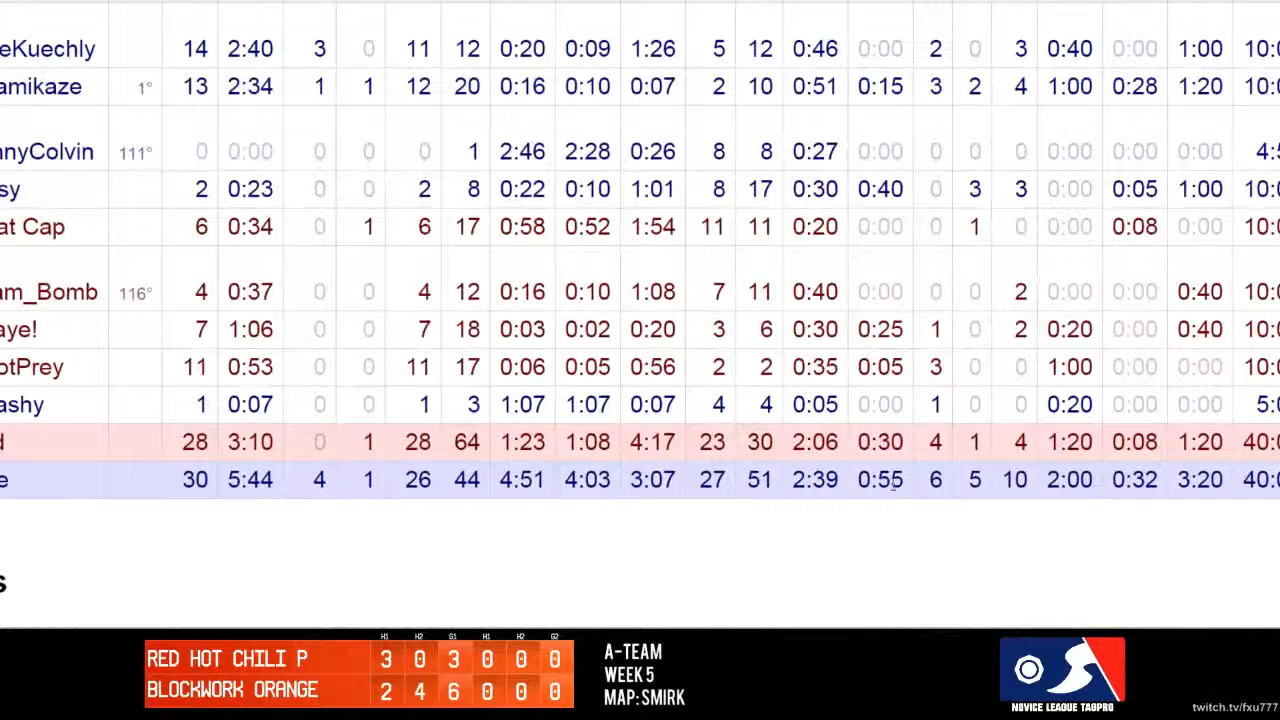 eKuechly 14 2:40 3 0 11 12 0:20 0:09 1:26 5 12 0:46 0:00 2 0 3 0:40 0:00 1:00 10:0
amikaze 1° 13 2:34 1 1 12 20 0:16 0:10 0:07 2 10 0:51 0:15 3 2 4 1:00 0:28 1:20 10:0
nnyColvin 111° 0 0:00 0 0 0 1 2:46 2:28 0:26 8 8 0:27 0:00 0 0 0 0:00 0:00 0:00 4:5
sy 2 0:23 0 0 2 8 0:22 0:10 1:01 8 17 0:30 0:40 0 3 3 0:00 0:05 1:00 10:0
at Cap 6 0:34 0 1 6 17 0:58 0:52 1:54 11 11 0:20 0:00 0 1 0 0:00 0:08 0:00 10:0
am_Bomb 116° 4 0:37 0 0 4 12 0:16 0:10 1:08 7 11 0:40 0:00 0 0 2 0:00 0:00 0:40 10:0
aye! 7 1:06 0 0 7 18 0:03 0:02 0:20 3 6 0:30 0:25 1 0 2 0:20 0:00 0:40 10:0
otPrey 11 0:53 0 0 11 17 0:06 0:05 0:56 2 2 0:35 0:05 3 0 0 1:00 0:00 0:00 10:0
ashy 1 0:07 0 0 1 3 1:07 1:07 0:07 4 4 0:05 0:00 1 0 0 0:20 0:00 0:00 5:0
d 28 3:10 0 1 28 64 1:23 1:08 4:17 23 30 2:06 0:30 4 1 4 1:20 0:08 1:20 40:0
e 30 5:44 4 1 26 44 4:51 4:03 3:07 27 51 2:39 0:55 6 5 10 2:00 0:32 3:20 40:0
s
H1 H2 G1 H1 H2 G2
RED HOT CHILI P 3 0 3 0 0 0
BLOCKWORK ORANGE 2 4 6 0 0 0
A-TEAM
WEEK 5
MAP: SMIRK
NOVICE LEAGUE TAGPRO
twitch.tv/fxu777